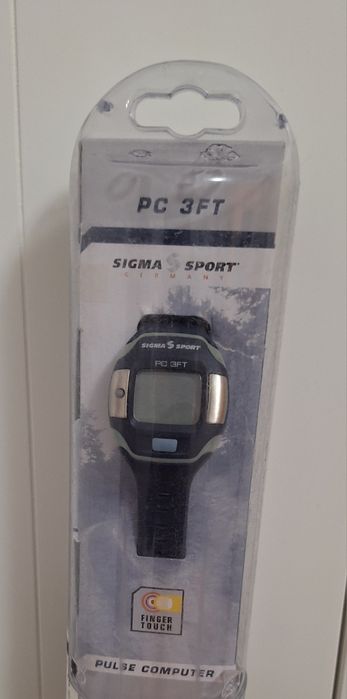 PC 3FT
SIGMA SPORT
GERMANY
SIGMA SPORT
PC 3FT
FINGER
TOUCH
PULSE COMPUTER